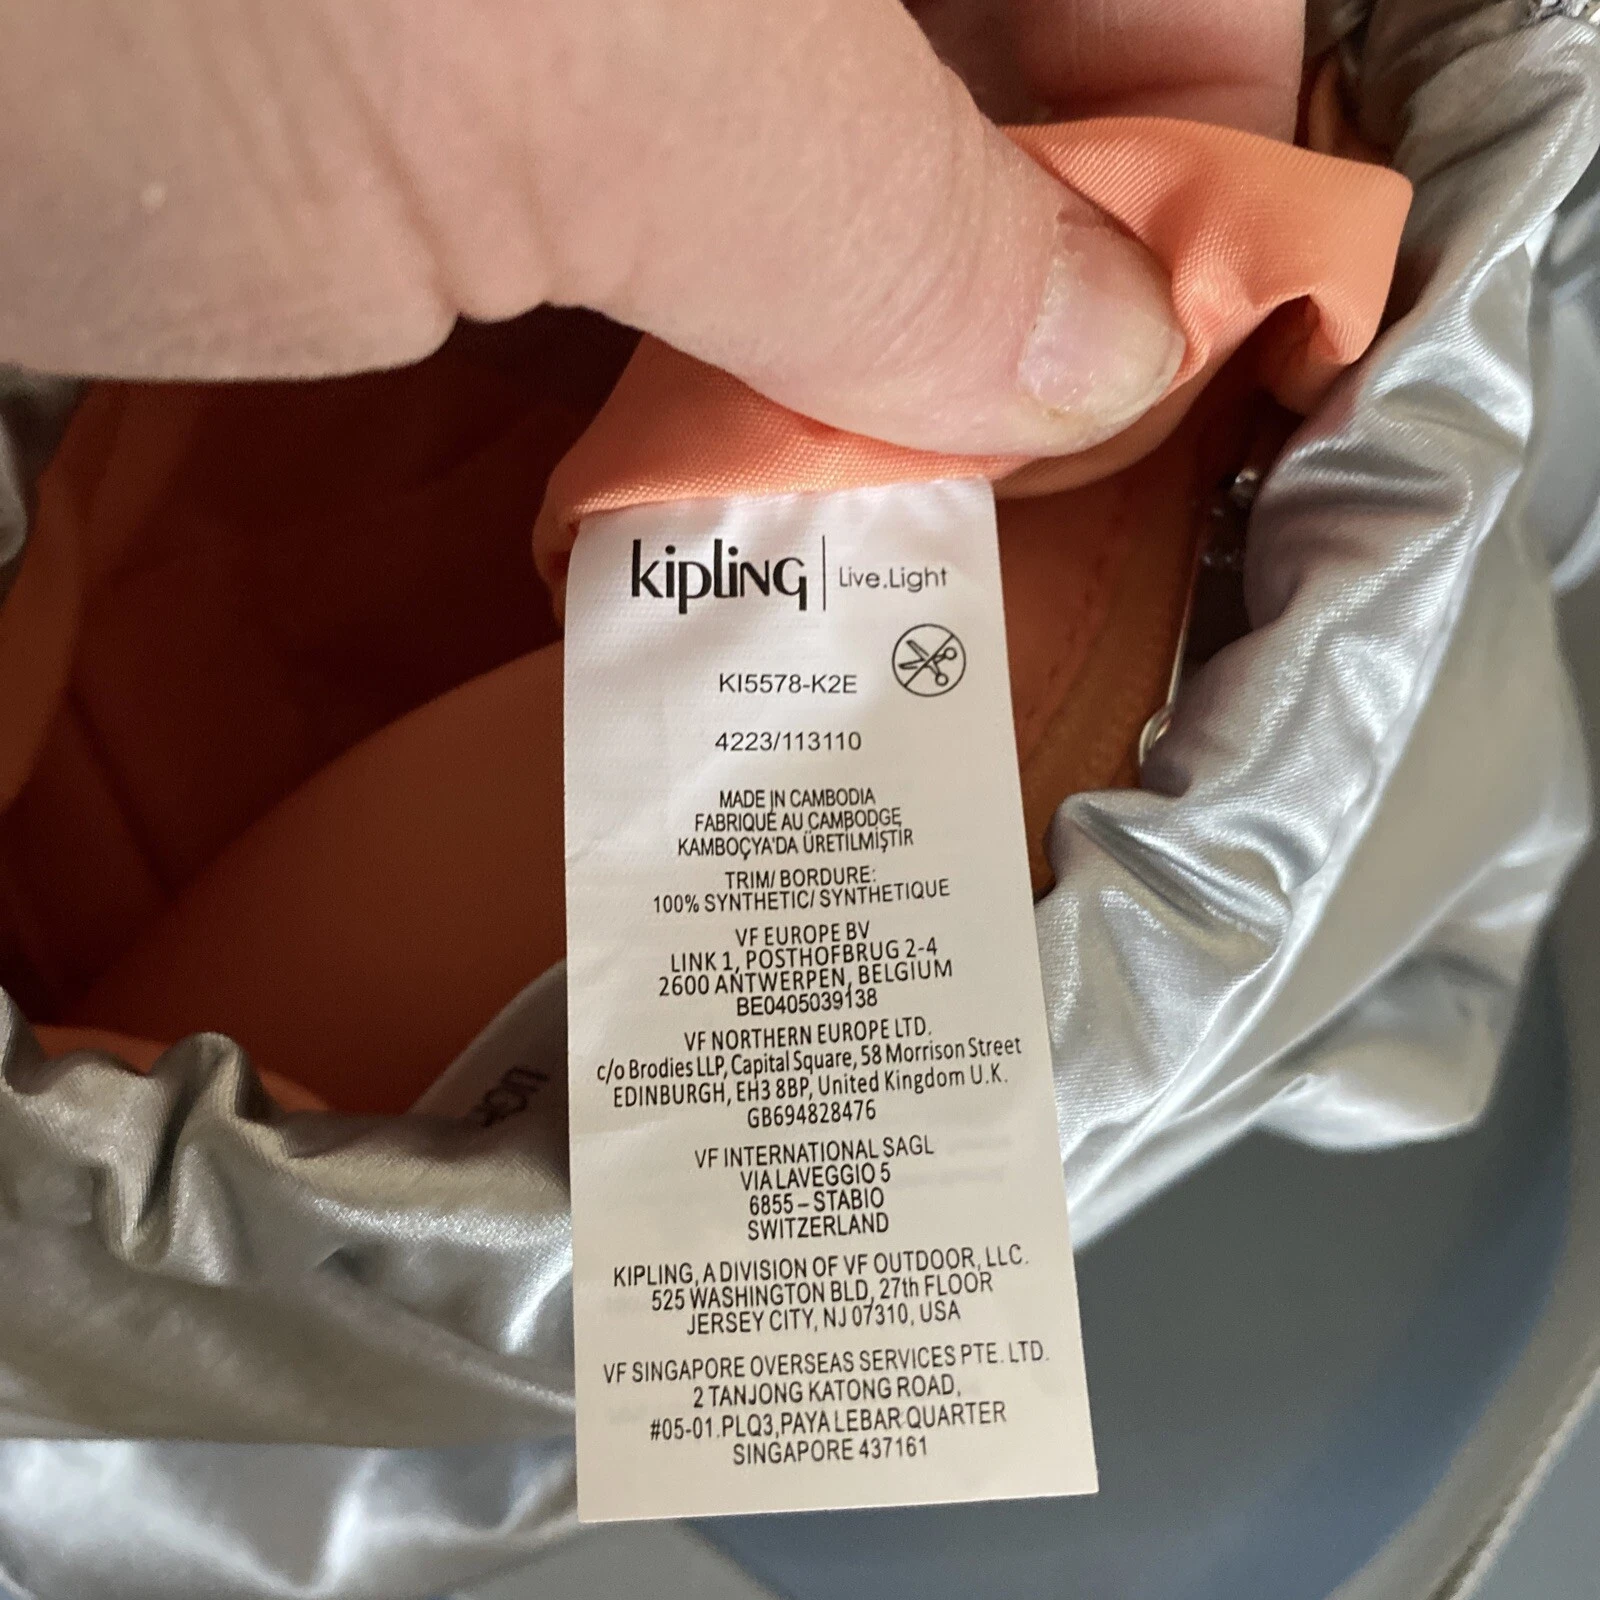 kipling | Live.Light
KI5578-K2E
4223/113110
MADE IN CAMBODIA
FABRIQUÉ AU CAMBODGE
KAMBOÇYA'DA ÜRETİLMİŞTİR
TRIM/ BORDURE:
100% SYNTHETIC/ SYNTHETIQUE
VF EUROPE BV
LINK 1, POSTHOFBRUG 2-4
2600 ANTWERPEN, BELGIUM
BE0405039138
VF NORTHERN EUROPE LTD.
c/o Brodies LLP, Capital Square, 58 Morrison Street
EDINBURGH, EH3 8BP, United Kingdom U.K.
GB694828476
VF INTERNATIONAL SAGL
VIA LAVEGGIO 5
6855 – STABIO
SWITZERLAND
KIPLING, A DIVISION OF VF OUTDOOR, LLC.
525 WASHINGTON BLD, 27th FLOOR
JERSEY CITY, NJ 07310, USA
VF SINGAPORE OVERSEAS SERVICES PTE. LTD.
2 TANJONG KATONG ROAD,
#05-01.PLQ3,PAYA LEBAR QUARTER
SINGAPORE 437161